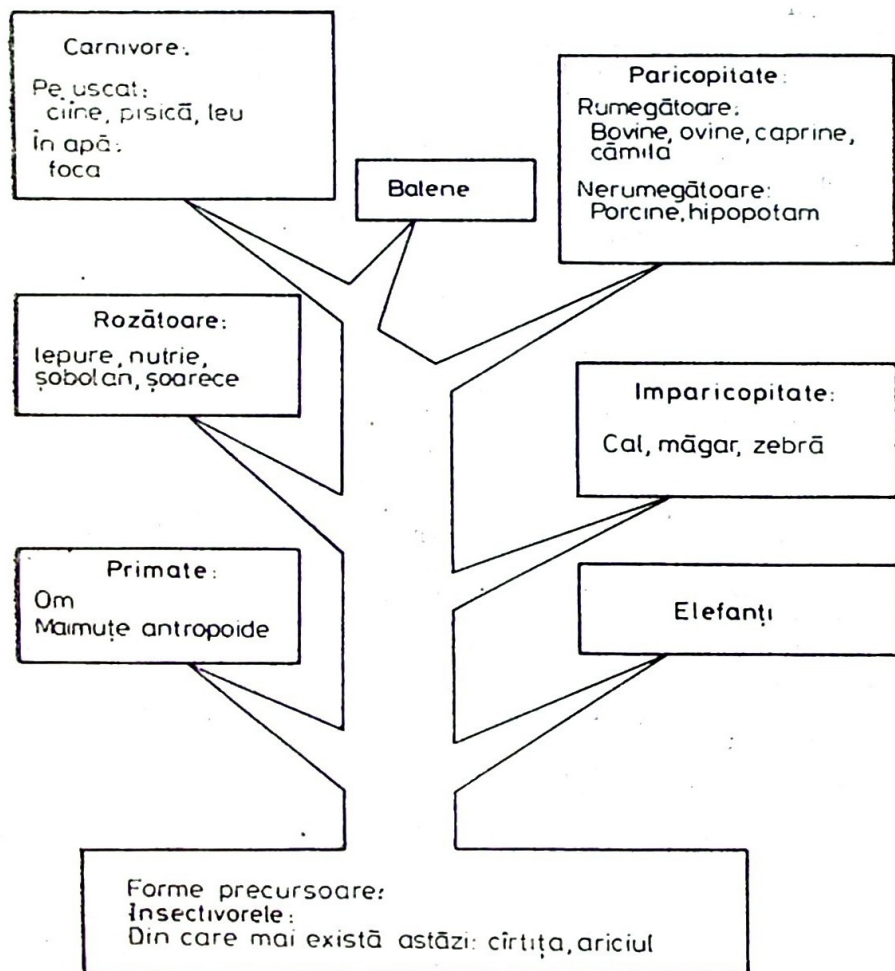 Carnivore:
Pe uscat:
cîine, pisică, leu
În apă:
foca
Balene
Paricopitate:
Rumegătoare:
Bovine, ovine, caprine,
cămila
Nerumegătoare:
Porcine, hipopotam
Rozătoare:
Iepure, nutrie,
șobolan, șoarece
Imparicopitate:
Cal, măgar, zebră
Primate:
Om
Maimuțe antropoide
Elefanți
Forme precursoare:
Insectivorele:
Din care mai există astăzi: cîrtița, ariciul